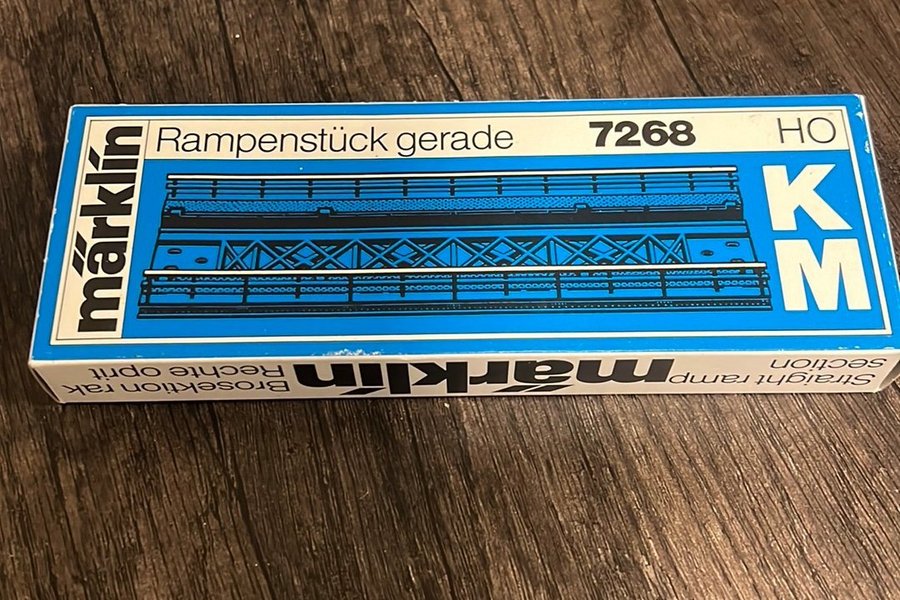 märklin
Rampenstück gerade 7268 HO
K
M
Straight ramp
section
märklin
Brosektion rak
Rechte oprit